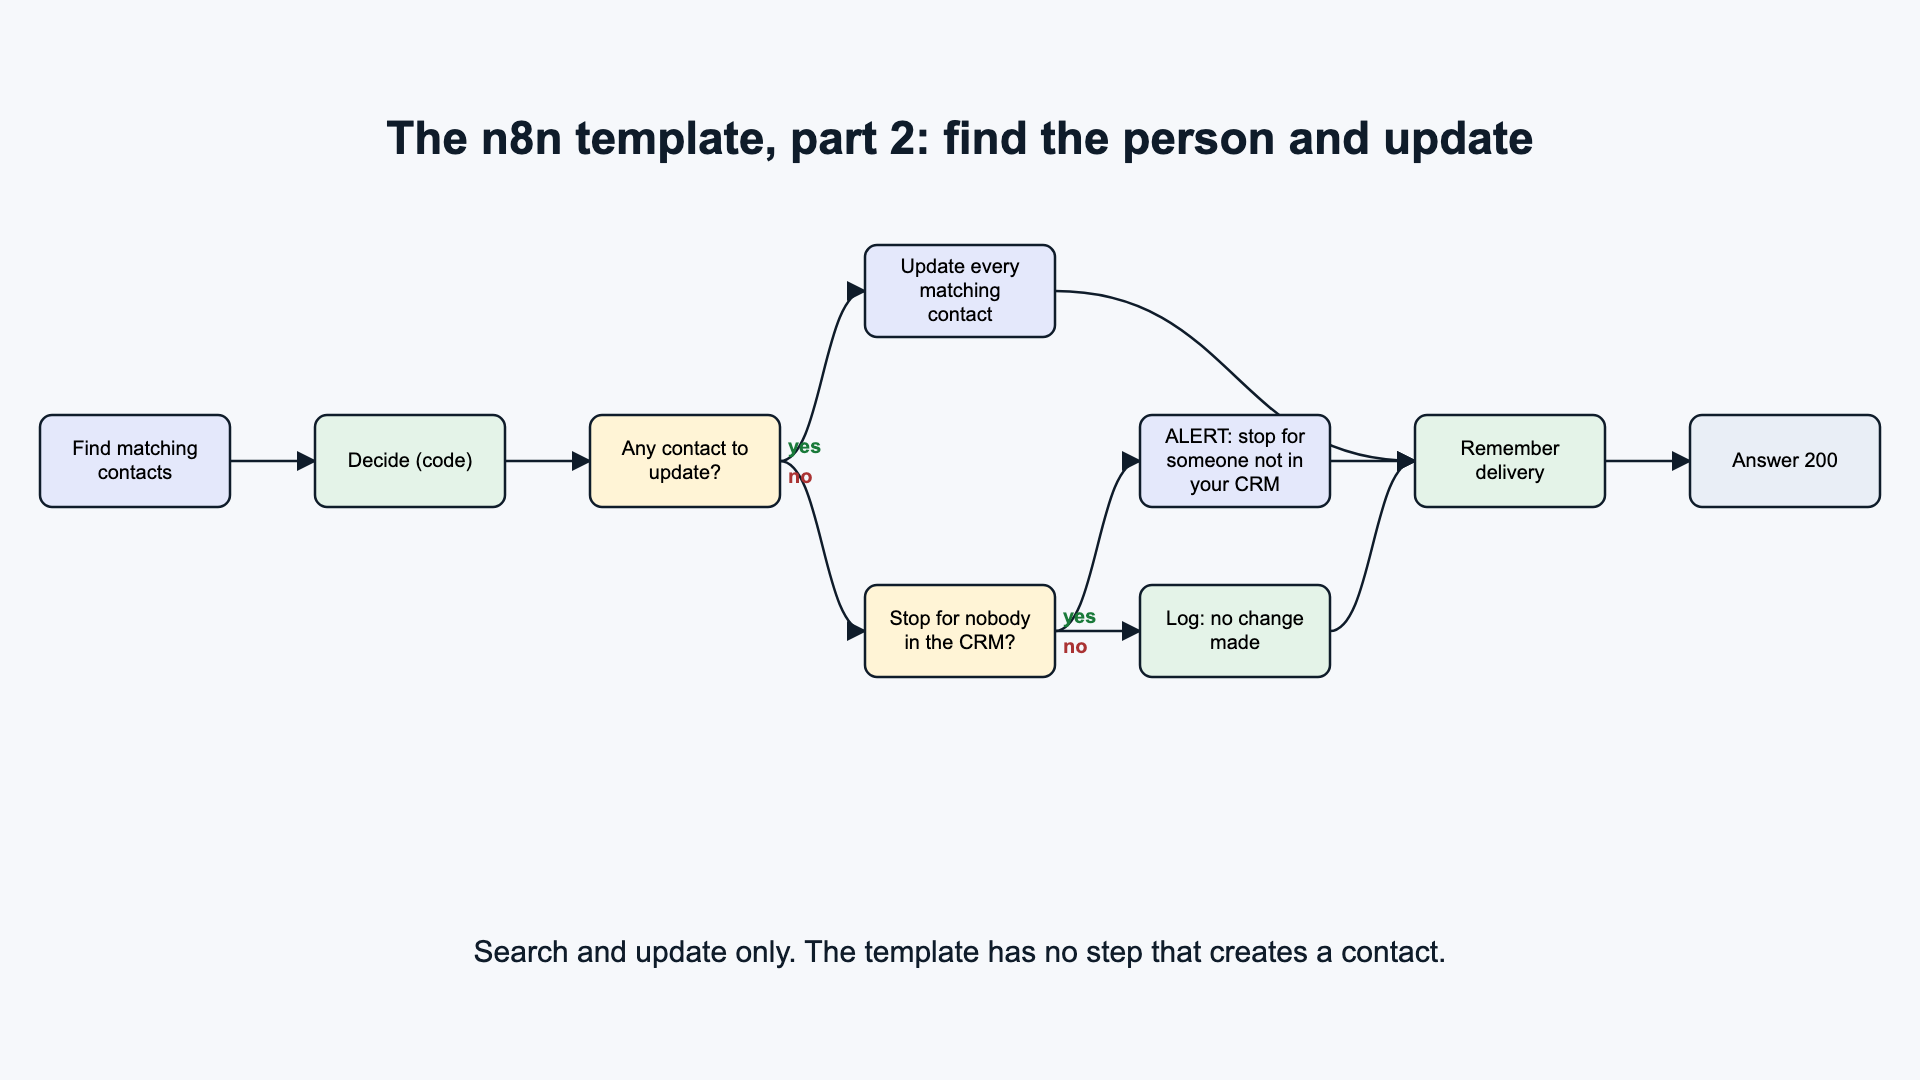 The n8n template, part 2: find the person and update
Update every
matching
contact
Find matching
contacts
Decide (code)
Any contact to
update?
yes
no
ALERT: stop for
someone not in
your CRM
Remember
delivery
Answer 200
Stop for nobody
in the CRM?
yes
no
Log: no change
made
Search and update only. The template has no step that creates a contact.